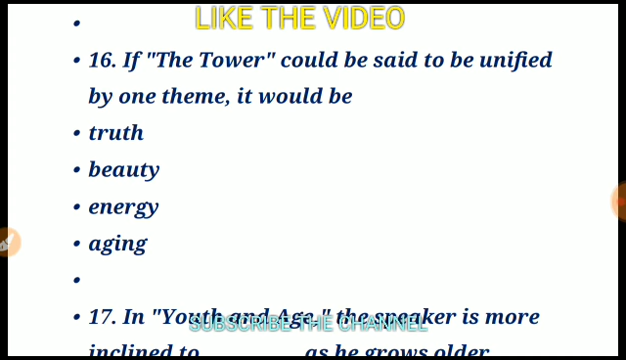 LIKE THE VIDEO
• 16. If "The Tower" could be said to be unified
by one theme, it would be
• truth
• beauty
• energy
• aging
• 17. In "Youth and Age," the speaker is more
SUBSCRIBE THE CHANNEL
inclined to ________ as he grows older